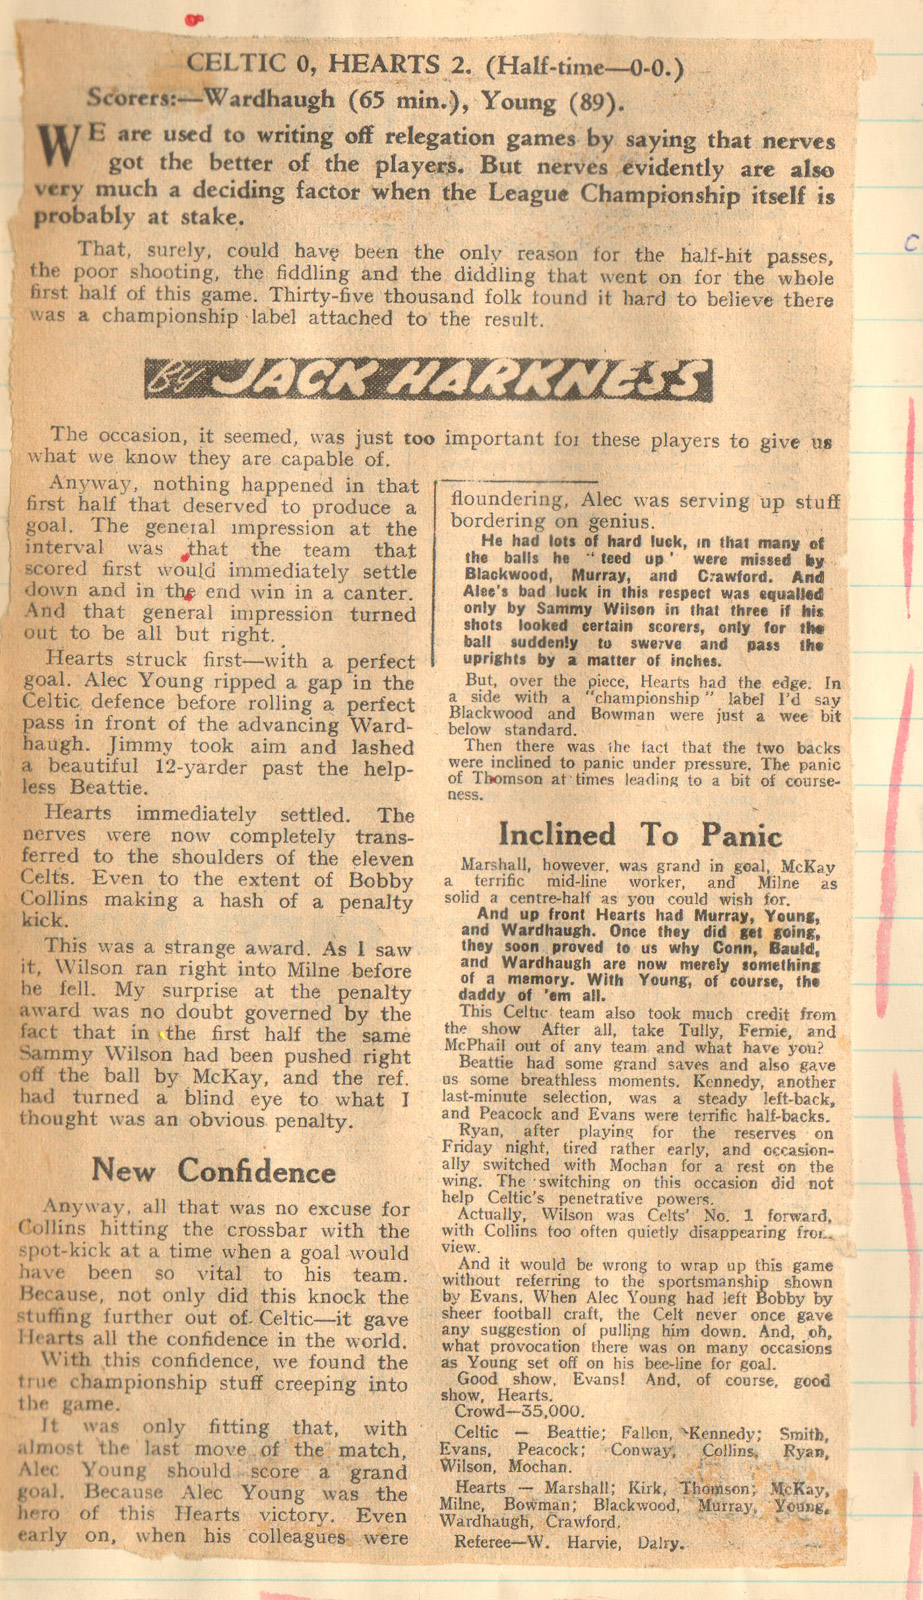 CELTIC 0, HEARTS 2. (Half-time—0-0.)
Scorers:—Wardhaugh (65 min.), Young (89).
WE are used to writing off relegation games by saying that nerves
got the better of the players. But nerves evidently are also
very much a deciding factor when the League Championship itself is
probably at stake.
That, surely, could have been the only reason for the half-hit passes,
the poor shooting, the fiddling and the diddling that went on for the whole
first half of this game. Thirty-five thousand folk found it hard to believe there
was a championship label attached to the result.
BY JACK HARKNESS
The occasion, it seemed, was just too important for these players to give us
what we know they are capable of.
Anyway, nothing happened in that
first half that deserved to produce a
goal. The general impression at the
interval was that the team that
scored first would immediately settle
down and in the end win in a canter.
And that general impression turned
out to be all but right.
Hearts struck first—with a perfect
goal. Alec Young ripped a gap in the
Celtic defence before rolling a perfect
pass in front of the advancing Ward-
haugh. Jimmy took aim and lashed
a beautiful 12-yarder past the help-
less Beattie.
Hearts immediately settled. The
nerves were now completely trans-
ferred to the shoulders of the eleven
Celts. Even to the extent of Bobby
Collins making a hash of a penalty
kick.
This was a strange award. As I saw
it, Wilson ran right into Milne before
he fell. My surprise at the penalty
award was no doubt governed by the
fact that in the first half the same
Sammy Wilson had been pushed right
off the ball by McKay, and the ref.
had turned a blind eye to what I
thought was an obvious penalty.
New Confidence
Anyway, all that was no excuse for
Collins hitting the crossbar with the
spot-kick at a time when a goal would
have been so vital to his team.
Because, not only did this knock the
stuffing further out of Celtic—it gave
Hearts all the confidence in the world.
With this confidence, we found the
true championship stuff creeping into
the game.
It was only fitting that, with
almost the last move of the match,
Alec Young should score a grand
goal. Because Alec Young was the
hero of this Hearts victory. Even
early on, when his colleagues were
floundering, Alec was serving up stuff
bordering on genius.
He had lots of hard luck, in that many of
the balls he "teed up" were missed by
Blackwood, Murray, and Crawford. And
Alec's bad luck in this respect was equalled
only by Sammy Wilson in that three if his
shots looked certain scorers, only for the
ball suddenly to swerve and pass the
uprights by a matter of inches.
But, over the piece, Hearts had the edge. In
a side with a "championship" label I'd say
Blackwood and Bowman were just a wee bit
below standard.
Then there was the fact that the two backs
were inclined to panic under pressure. The panic
of Thomson at times leading to a bit of course-
ness.
Inclined To Panic
Marshall, however, was grand in goal, McKay
a terrific mid-line worker, and Milne as
solid a centre-half as you could wish for.
And up front Hearts had Murray, Young,
and Wardhaugh. Once they did get going,
they soon proved to us why Conn, Bauld,
and Wardhaugh are now merely something
of a memory. With Young, of course, the
daddy of 'em all.
This Celtic team also took much credit from
the show After all, take Tully, Fernie, and
McPhail out of any team and what have you?
Beattie had some grand saves and also gave
us some breathless moments. Kennedy, another
last-minute selection, was a steady left-back,
and Peacock and Evans were terrific half-backs.
Ryan, after playing for the reserves on
Friday night, tired rather early, and occasion-
ally switched with Mochan for a rest on the
wing. The switching on this occasion did not
help Celtic's penetrative powers.
Actually, Wilson was Celts' No. 1 forward,
with Collins too often quietly disappearing from
view.
And it would be wrong to wrap up this game
without referring to the sportsmanship shown
by Evans. When Alec Young had left Bobby by
sheer football craft, the Celt never once gave
any suggestion of pulling him down. And, oh,
what provocation there was on many occasions
as Young set off on his bee-line for goal.
Good show, Evans! And, of course, good
show, Hearts.
Crowd—35,000.
Celtic — Beattie; Fallon, Kennedy; Smith,
Evans, Peacock; Conway, Collins, Ryan,
Wilson, Mochan.
Hearts — Marshall; Kirk, Thomson; McKay,
Milne, Bowman; Blackwood, Murray, Young,
Wardhaugh, Crawford.
Referee—W. Harvie, Dalry.
C